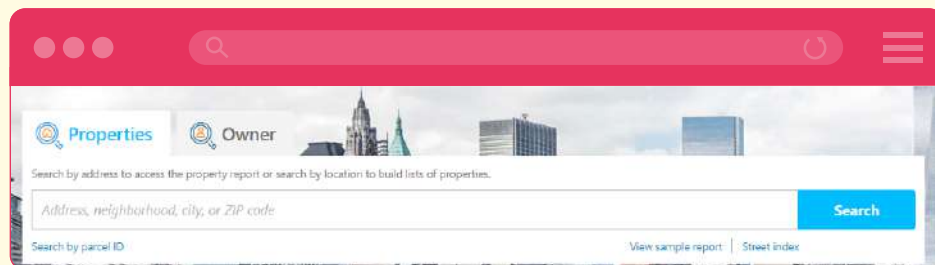 Properties
Owner
Search by address to access the property report or search by location to build lists of properties.
Address, neighborhood, city, or ZIP code
Search
Search by parcel ID
View sample report
Street index